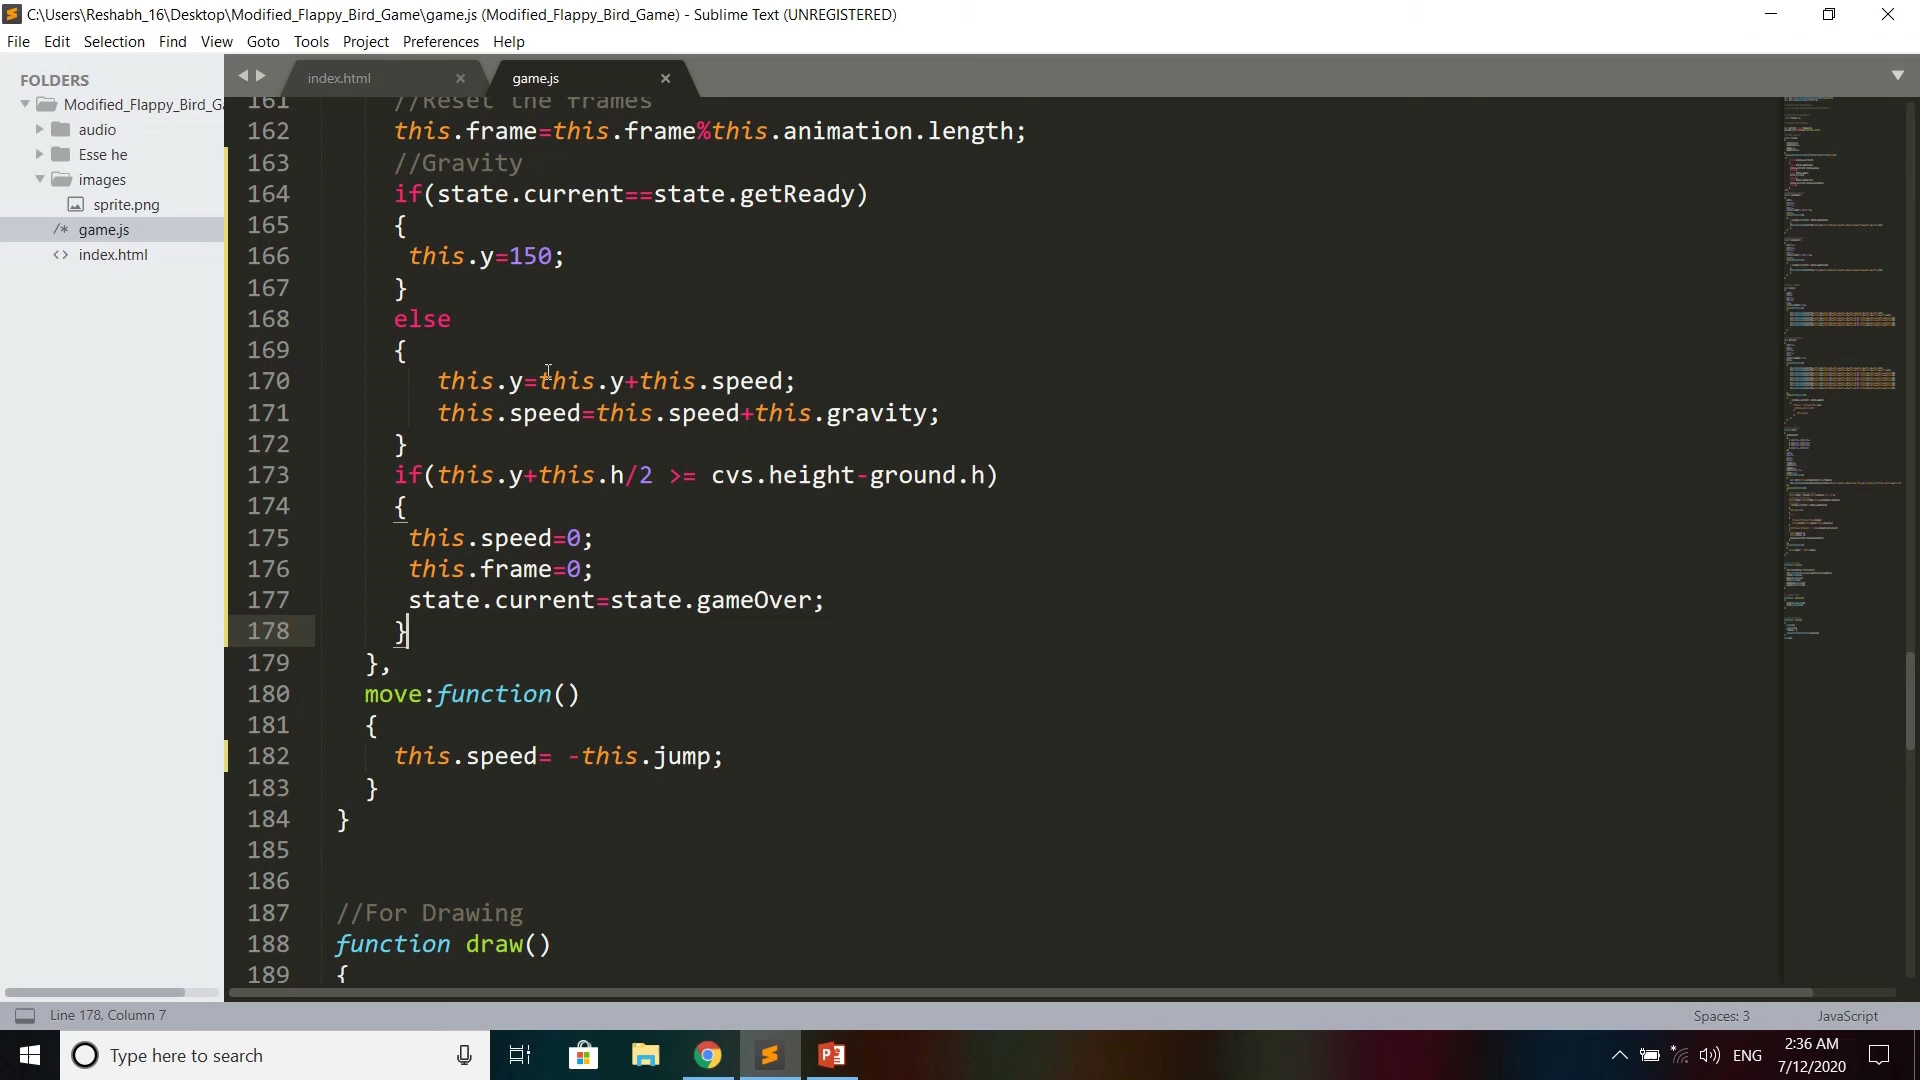 C:\Users\Reshabh_16\Desktop\Modified_Flappy_Bird_Game\game.js (Modified_Flappy_Bird_Game) - Sublime Text (UNREGISTERED)
File Edit Selection Find View Goto Tools Project Preferences Help
FOLDERS
Modified_Flappy_Bird_G
audio
Esse he
images
sprite.png
/* game.js
<> index.html
index.html
game.js
161 //Reset the frames
162 this.frame=this.frame%this.animation.length;
163 //Gravity
164 if(state.current==state.getReady)
165 {
166 this.y=150;
167 }
168 else
169 {
170 this.y=this.y+this.speed;
171 this.speed=this.speed+this.gravity;
172 }
173 if(this.y+this.h/2 >= cvs.height-ground.h)
174 {
175 this.speed=0;
176 this.frame=0;
177 state.current=state.gameOver;
178 }
179 },
180 move:function()
181 {
182 this.speed= -this.jump;
183 }
184 }
185
186
187 //For Drawing
188 function draw()
189 {
Line 178, Column 7
Spaces: 3
JavaScript
Type here to search
ENG
2:36 AM
7/12/2020